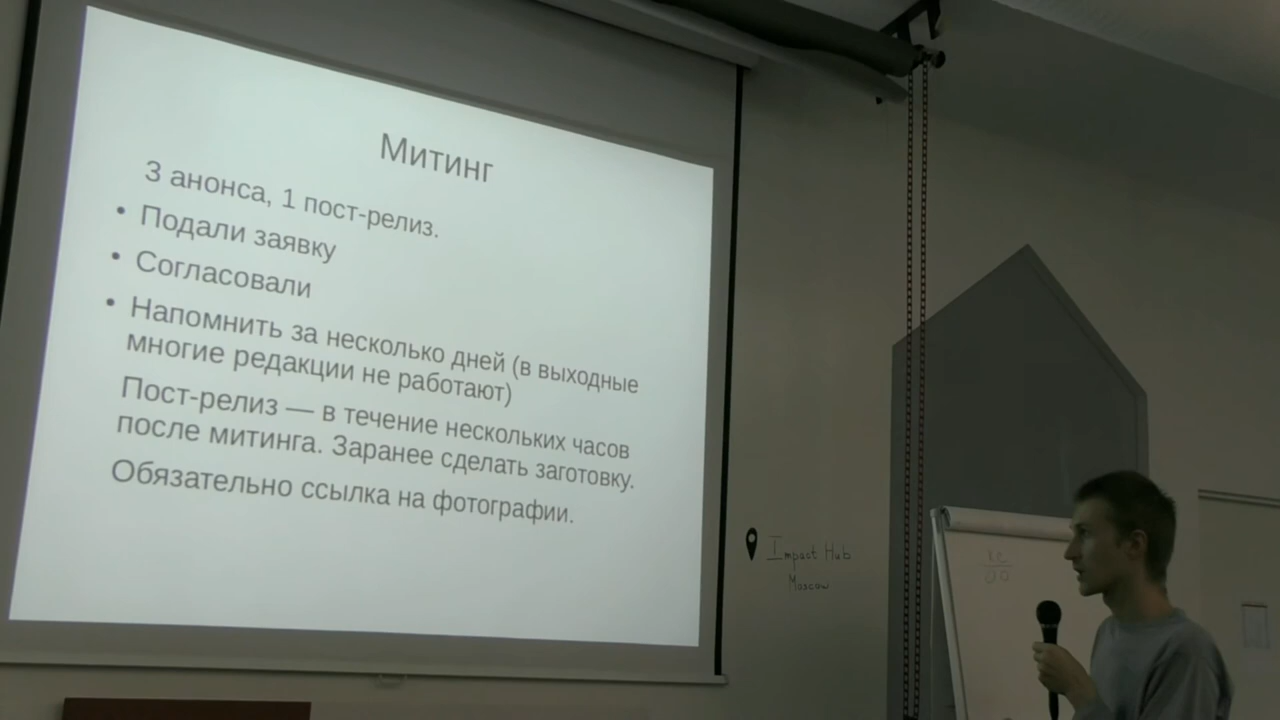 Митинг
3 анонса, 1 пост-релиз.
• Подали заявку
• Согласовали
• Напомнить за несколько дней (в выходные
многие редакции не работают)
Пост-релиз — в течение нескольких часов
после митинга. Заранее сделать заготовку.
Обязательно ссылка на фотографии.
Impact Hub
Moscow